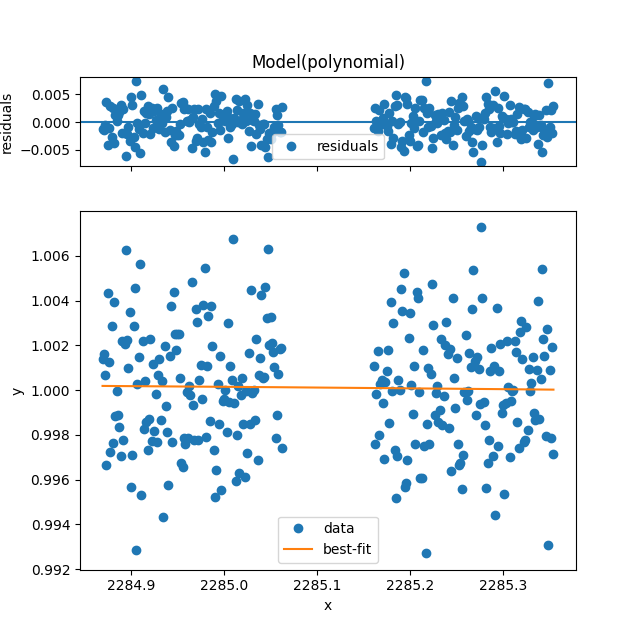 Model(polynomial)
residuals
0.005
0.000
−0.005
residuals
y
1.006
1.004
1.002
1.000
0.998
0.996
0.994
0.992
data
best-fit
2284.9 2285.0 2285.1 2285.2 2285.3
x